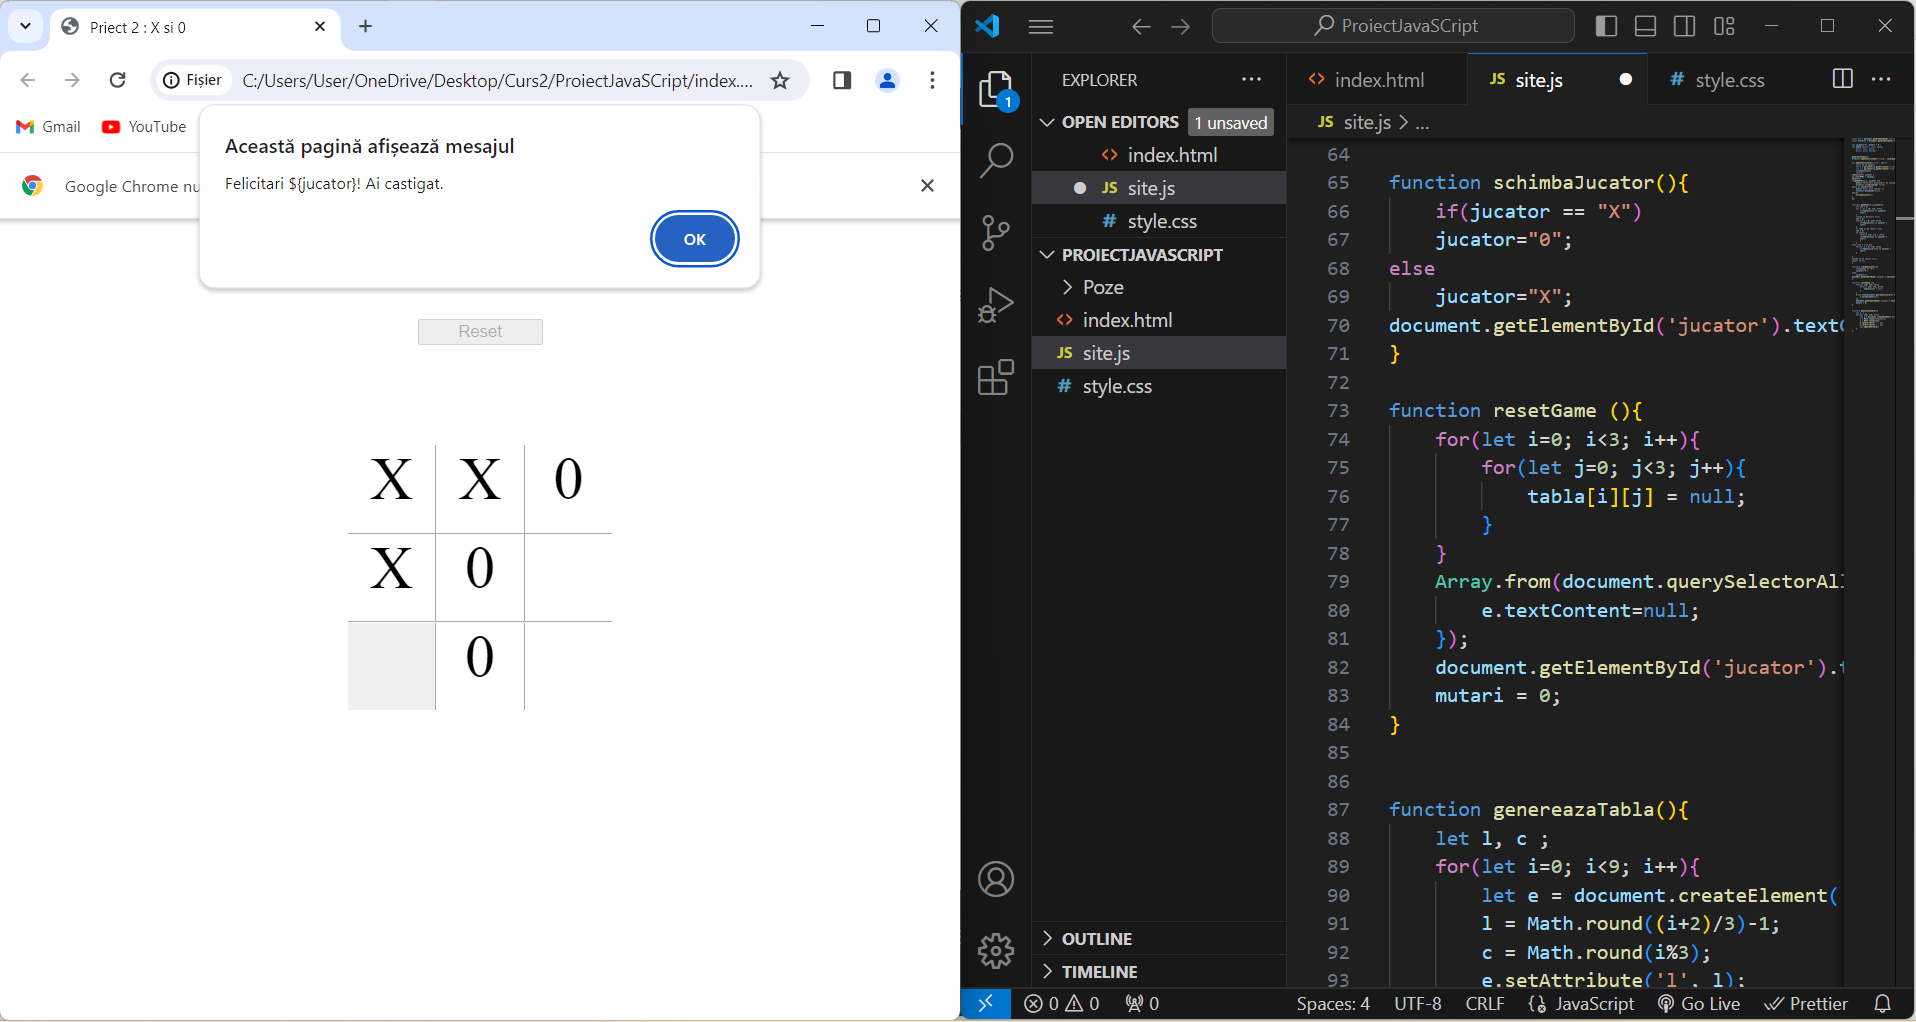 Priect 2 : X si 0
Fișier
C:/Users/User/OneDrive/Desktop/Curs2/ProiectJavaSCript/index....
Gmail
YouTube
Google Chrome nu
Această pagină afișează mesajul
Felicitari ${jucator}! Ai castigat.
OK
Reset
X X 0
X 0
0
ProiectJavaSCript
EXPLORER
OPEN EDITORS 1 unsaved
index.html
JS site.js
# style.css
PROIECTJAVASCRIPT
Poze
index.html
JS site.js
# style.css
OUTLINE
TIMELINE
1
index.html
JS site.js
# style.css
JS site.js > ...
64
65 function schimbaJucator(){
66 if(jucator == "X")
67 jucator="0";
68 else
69 jucator="X";
70 document.getElementById('jucator').text
71 }
72
73 function resetGame (){
74 for(let i=0; i<3; i++){
75 for(let j=0; j<3; j++){
76 tabla[i][j] = null;
77 }
78 }
79 Array.from(document.querySelectorAl
80 e.textContent=null;
81 });
82 document.getElementById('jucator').
83 mutari = 0;
84 }
85
86
87 function genereazaTabla(){
88 let l, c ;
89 for(let i=0; i<9; i++){
90 let e = document.createElement(
91 l = Math.round((i+2)/3)-1;
92 c = Math.round(i%3);
93 e.setAttribute('l', l);
0 0 0 Spaces: 4 UTF-8 CRLF JavaScript Go Live Prettier